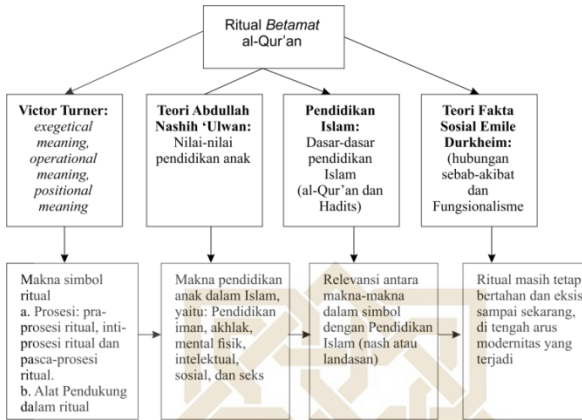 Ritual Betamat
al-Qur'an
Victor Turner:
exegetical
meaning,
operational
meaning,
positional
meaning
Teori Abdullah
Nashih 'Ulwan:
Nilai-nilai
pendidikan anak
Pendidikan
Islam:
Dasar-dasar
pendidikan
Islam
(al-Qur'an dan
Hadits)
Teori Fakta
Sosial Emile
Durkheim:
(hubungan
sebab-akibat
dan
Fungsionalisme
Makna simbol
ritual
a. Prosesi: pra-
prosesi ritual, inti-
prosesi ritual dan
pasca-prosesi
ritual.
b. Alat Pendukung
dalam ritual
Makna pendidikan
anak dalam Islam,
yaitu: Pendidikan
iman, akhlak,
mental fisik,
intelektual,
sosial, dan seks
Relevansi antara
makna-makna
dalam simbol
dengan Pendidikan
Islam (nash atau
landasan)
Ritual masih tetap
bertahan dan eksis
sampai sekarang,
di tengah arus
modernitas yang
terjadi